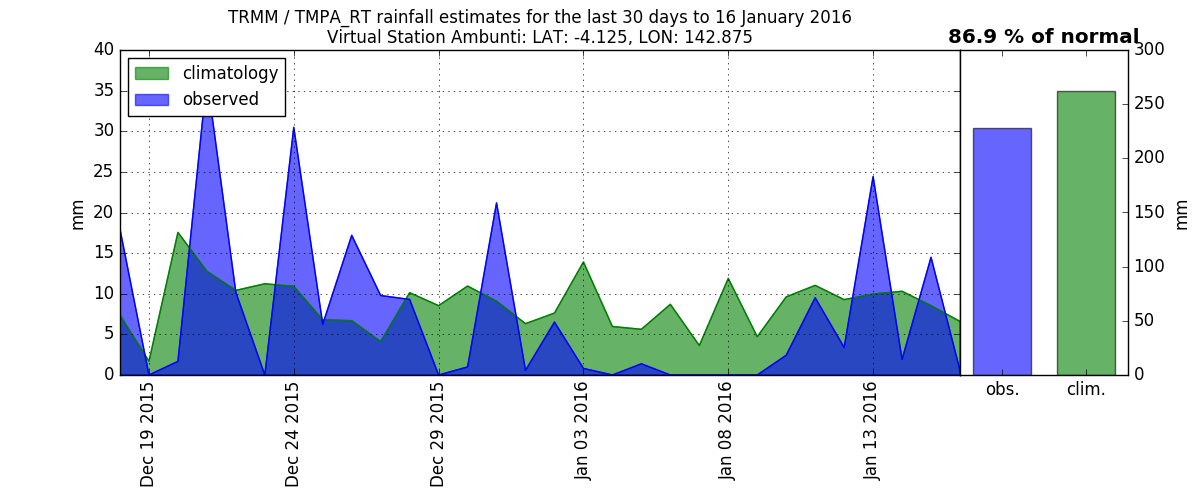 TRMM / TMPA_RT rainfall estimates for the last 30 days to 16 January 2016
Virtual Station Ambunti: LAT: -4.125, LON: 142.875
86.9 % of normal
climatology
observed
40
35
30
25
20
15
10
5
0
mm
Dec 19 2015
Dec 24 2015
Dec 29 2015
Jan 03 2016
Jan 08 2016
Jan 13 2016
300
250
200
150
100
50
0
mm
obs.
clim.